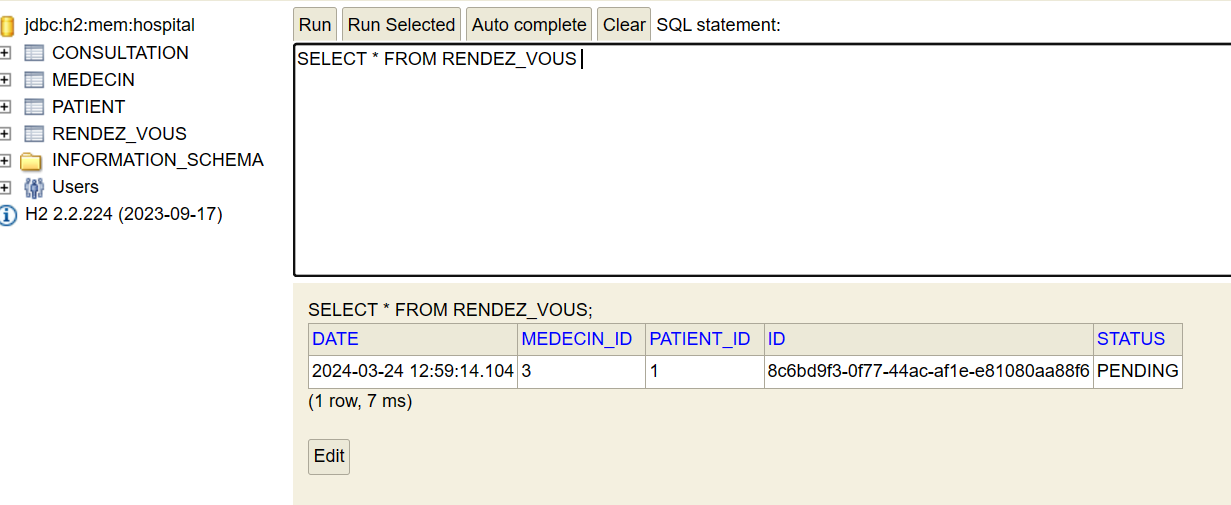 jdbc:h2:mem:hospital
CONSULTATION
MEDECIN
PATIENT
RENDEZ_VOUS
INFORMATION_SCHEMA
Users
H2 2.2.224 (2023-09-17)
Run Run Selected Auto complete Clear SQL statement:
SELECT * FROM RENDEZ_VOUS
SELECT * FROM RENDEZ_VOUS;
DATE MEDECIN_ID PATIENT_ID ID STATUS
2024-03-24 12:59:14.104 3 1 8c6bd9f3-0f77-44ac-af1e-e81080aa88f6 PENDING
(1 row, 7 ms)
Edit